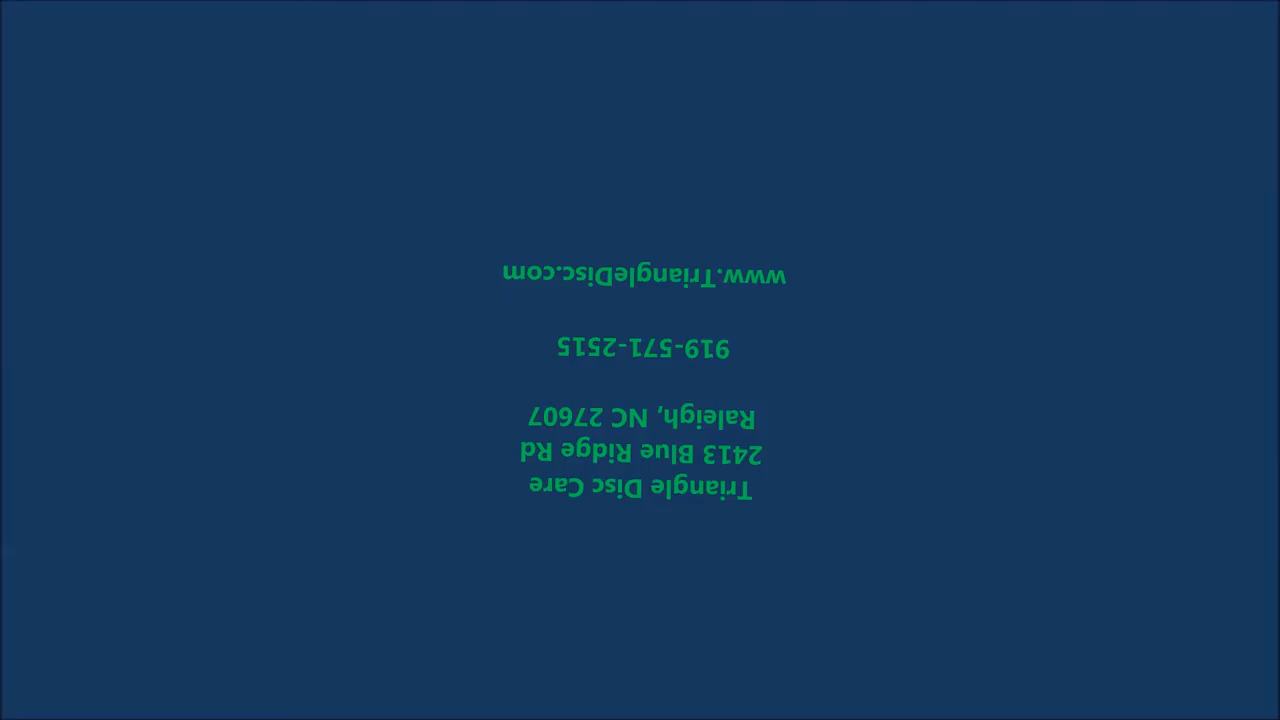 Triangle Disc Care
2413 Blue Ridge Rd
Raleigh, NC 27607
919-571-2515
www.TriangleDisc.com